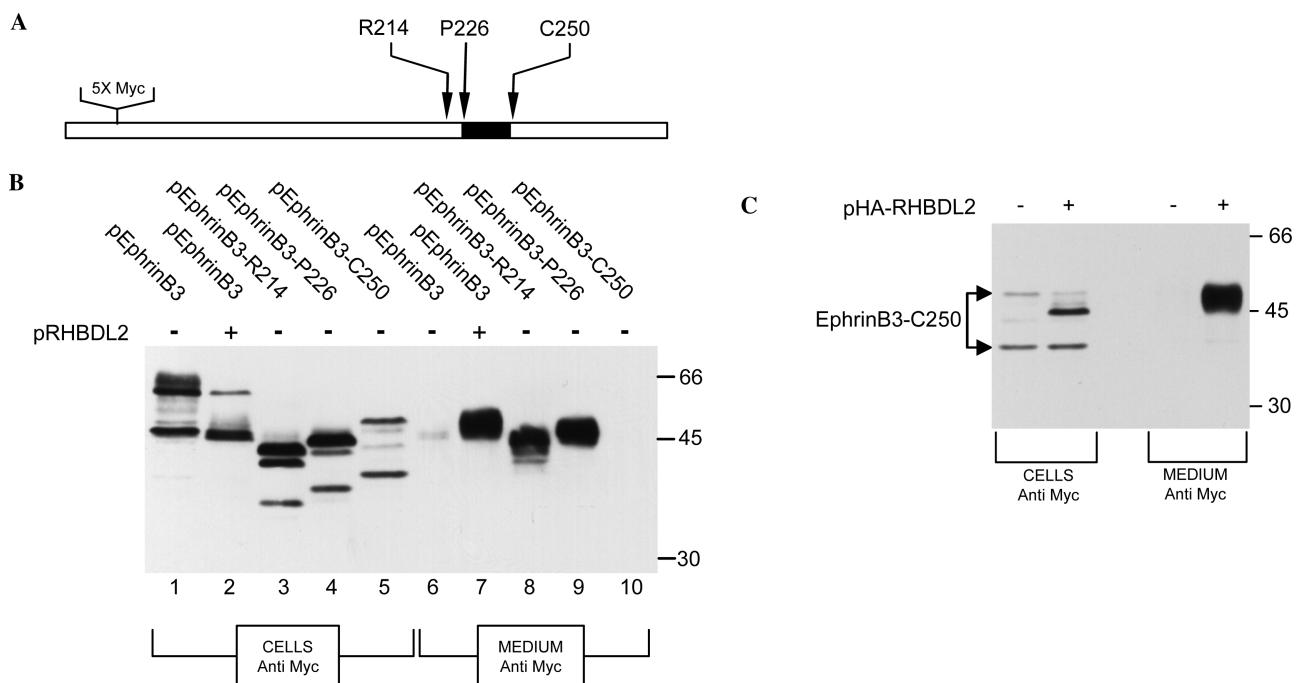 A
R214 P226 C250
5X Myc
B
pEphrinB3
pEphrinB3
pEphrinB3-R214
pEphrinB3-P226
pEphrinB3-C250
pEphrinB3
pEphrinB3
pEphrinB3-R214
pEphrinB3-P226
pEphrinB3-C250
pRHBDL2 - + - - - - + - - -
66
45
30
1 2 3 4 5 6 7 8 9 10
CELLS
Anti Myc
MEDIUM
Anti Myc
C
pHA-RHBDL2 - + - +
66
EphrinB3-C250
45
30
CELLS
Anti Myc
MEDIUM
Anti Myc